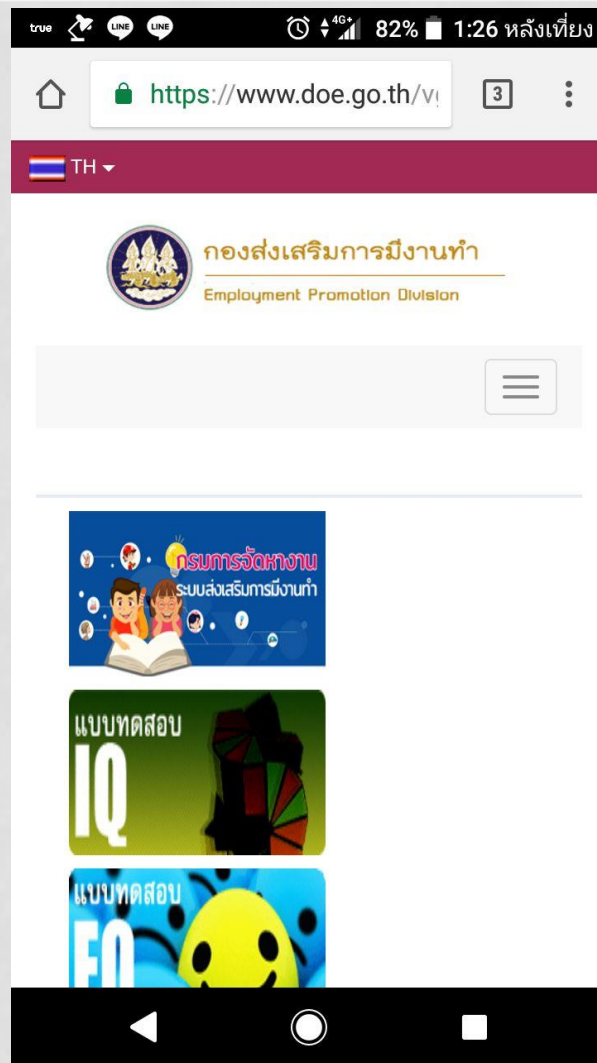 true LINE LINE 4G+ 82% 1:26 หลังเที่ยง
https://www.doe.go.th/vg 3
TH
กองส่งเสริมการมีงานทำ
Employment Promotion Division
กรมการจัดหางาน
ระบบส่งเสริมการมีงานทำ
แบบทดสอบ
IQ
แบบทดสอบ
EQ